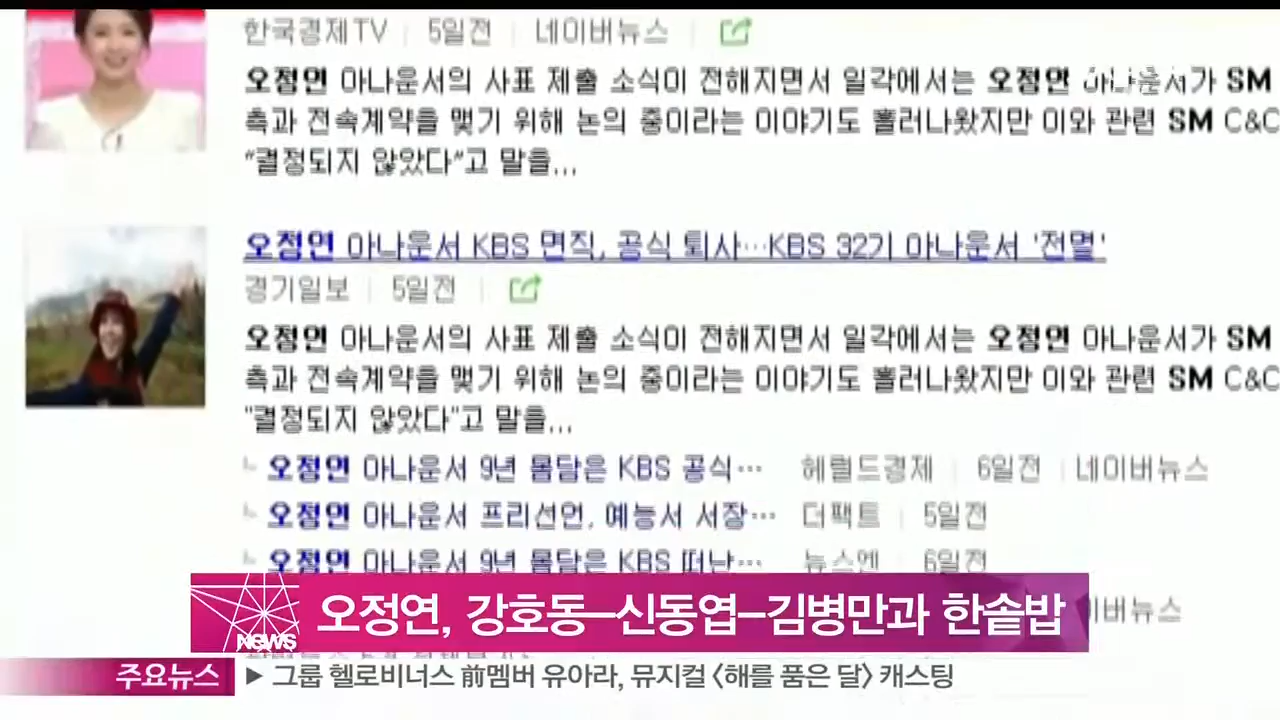 한국경제TV | 5일전 | 네이버뉴스 |
오정연 아나운서의 사표 제출 소식이 전해지면서 일각에서는 오정연 아나운서가 SM
측과 전속계약을 맺기 위해 논의 중이라는 이야기도 흘러나왔지만 이와 관련 SM C&C
"결정되지 않았다"고 말을...
오정연 아나운서 KBS 면직, 공식 퇴사…KBS 32기 아나운서 '전멸'
경기일보 | 5일전 |
오정연 아나운서의 사표 제출 소식이 전해지면서 일각에서는 오정연 아나운서가 SM
측과 전속계약을 맺기 위해 논의 중이라는 이야기도 흘러나왔지만 이와 관련 SM C&C
"결정되지 않았다"고 말을...
오정연 아나운서 9년 몸담은 KBS 공식… 헤럴드경제 | 6일전 | 네이버뉴스
오정연 아나운서 프리선언, 예능서 서장… 더팩트 | 5일전
오정연 아나운서 9년 몸담은 KBS 떠난… 뉴스엔 | 6일전
NEWS 오정연, 강호동-신동엽-김병만과 한솥밥
이버뉴스
주요뉴스 ▶ 그룹 헬로비너스 前멤버 유아라, 뮤지컬 〈해를 품은 달〉 캐스팅